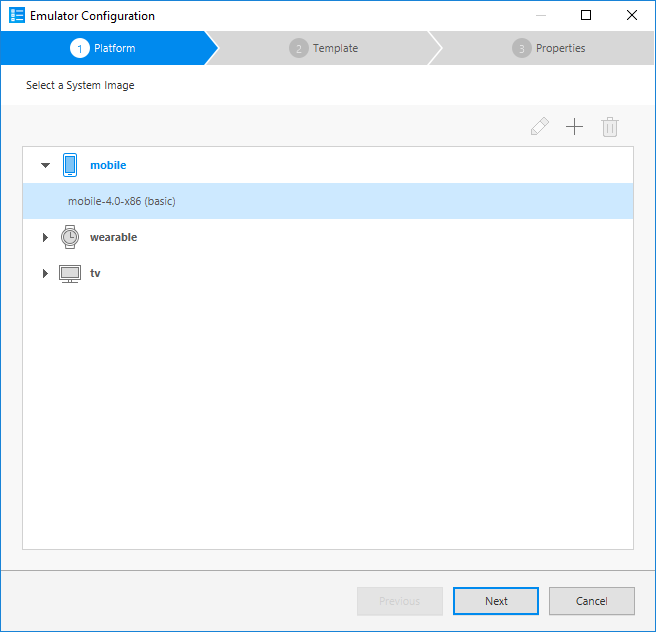 Emulator Configuration
1 Platform
2 Template
3 Properties
Select a System Image
mobile
mobile-4.0-x86 (basic)
wearable
tv
Previous
Next
Cancel